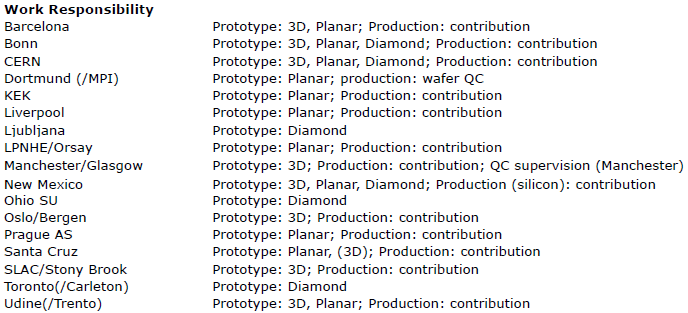 Work Responsibility
Barcelona Prototype: 3D, Planar; Production: contribution
Bonn Prototype: 3D, Planar, Diamond; Production: contribution
CERN Prototype: 3D, Planar, Diamond; Production: contribution
Dortmund (/MPI) Prototype: Planar; production: wafer QC
KEK Prototype: Planar; Production: contribution
Liverpool Prototype: Planar; Production: contribution
Ljubljana Prototype: Diamond
LPNHE/Orsay Prototype: Planar; Production: contribution
Manchester/Glasgow Prototype: 3D; Production: contribution; QC supervision (Manchester)
New Mexico Prototype: 3D, Planar, Diamond; Production (silicon): contribution
Ohio SU Prototype: Diamond
Oslo/Bergen Prototype: 3D; Production: contribution
Prague AS Prototype: Planar; Production: contribution
Santa Cruz Prototype: Planar, (3D); Production: contribution
SLAC/Stony Brook Prototype: 3D; Production: contribution
Toronto(/Carleton) Prototype: Diamond
Udine(/Trento) Prototype: 3D, Planar; Production: contribution